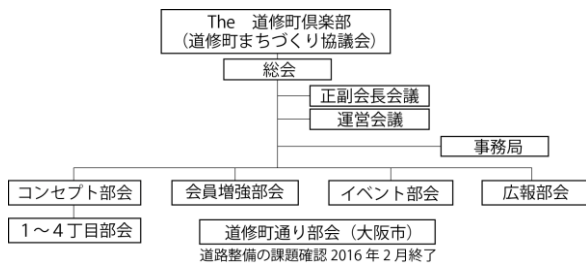 The　道修町倶楽部
（道修町まちづくり協議会）
総会
正副会長会議
運営会議
事務局
コンセプト部会
会員増強部会
イベント部会
広報部会
１〜４丁目部会
道修町通り部会（大阪市）
道路整備の課題確認 2016 年 2 月終了